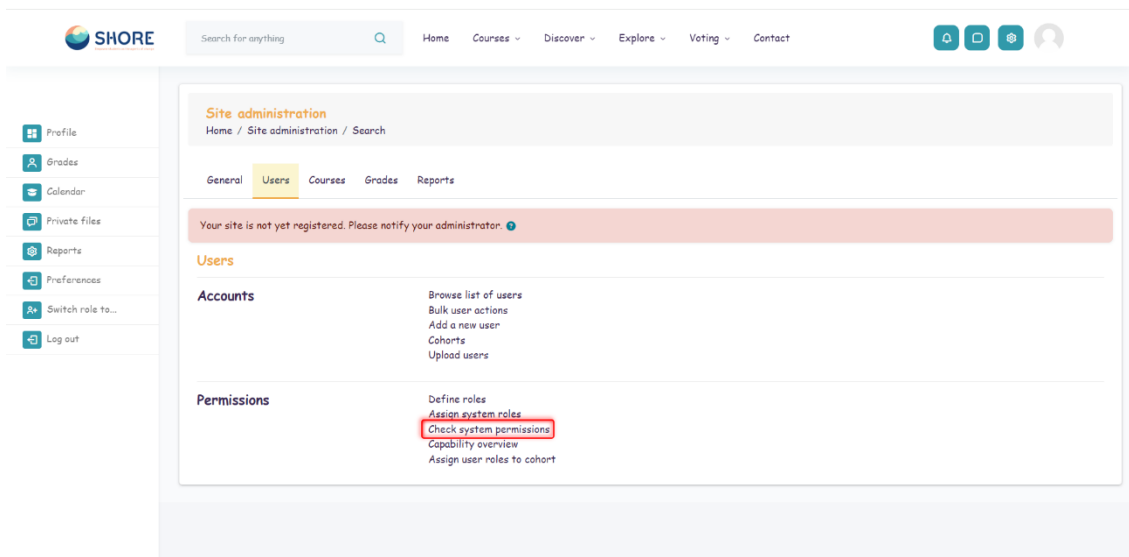 SHORE
Search for anything
Home Courses Discover Explore Voting Contact
Profile
Grades
Calendar
Private files
Reports
Preferences
Switch role to...
Log out
Site administration
Home / Site administration / Search
General Users Courses Grades Reports
Your site is not yet registered. Please notify your administrator.
Users
Accounts
Browse list of users
Bulk user actions
Add a new user
Cohorts
Upload users
Permissions
Define roles
Assign system roles
Check system permissions
Capability overview
Assign user roles to cohort